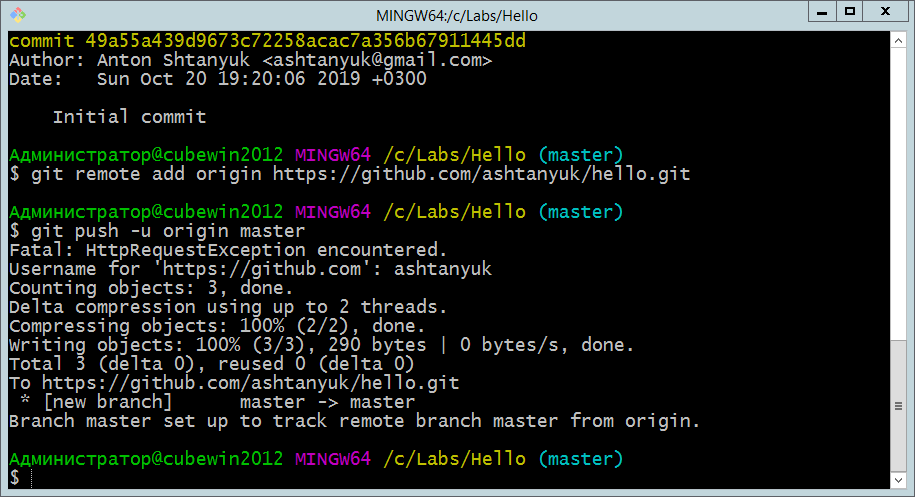 MINGW64:/c/Labs/Hello
commit 49a55a439d9673c72258acac7a356b67911445dd
Author: Anton Shtanyuk <ashtanyuk@gmail.com>
Date:   Sun Oct 20 19:20:06 2019 +0300
    Initial commit
Администратор@cubewin2012 MINGW64 /c/Labs/Hello (master)
$ git remote add origin https://github.com/ashtanyuk/hello.git
Администратор@cubewin2012 MINGW64 /c/Labs/Hello (master)
$ git push -u origin master
Fatal: HttpRequestException encountered.
Username for 'https://github.com': ashtanyuk
Counting objects: 3, done.
Delta compression using up to 2 threads.
Compressing objects: 100% (2/2), done.
Writing objects: 100% (3/3), 290 bytes | 0 bytes/s, done.
Total 3 (delta 0), reused 0 (delta 0)
To https://github.com/ashtanyuk/hello.git
 * [new branch]      master -> master
Branch master set up to track remote branch master from origin.
Администратор@cubewin2012 MINGW64 /c/Labs/Hello (master)
$